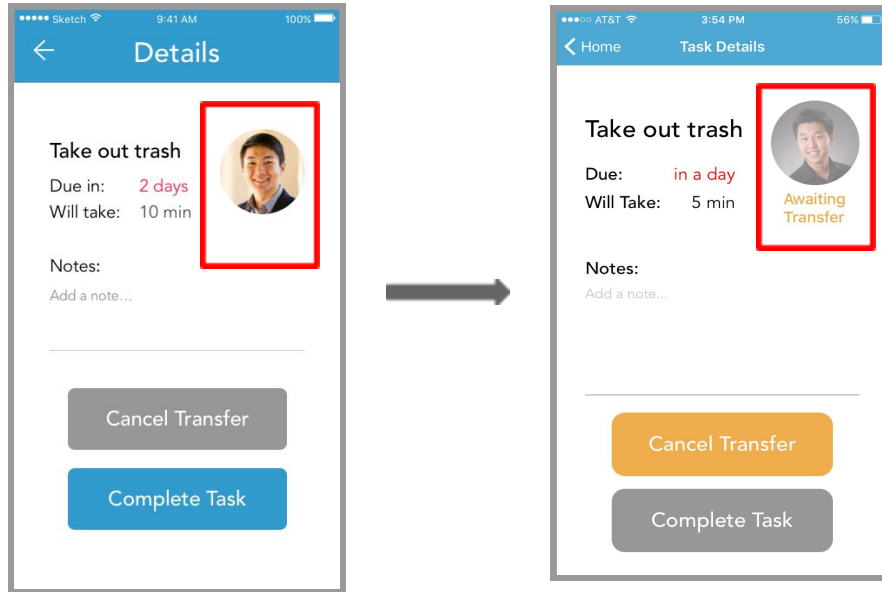 Sketch 9:41 AM 100%
Details
Take out trash
Due in: 2 days
Will take: 10 min
Notes:
Add a note...
Cancel Transfer
Complete Task
AT&T 3:54 PM 56%
Home Task Details
Take out trash
Due: in a day
Will Take: 5 min
Awaiting
Transfer
Notes:
Add a note...
Cancel Transfer
Complete Task